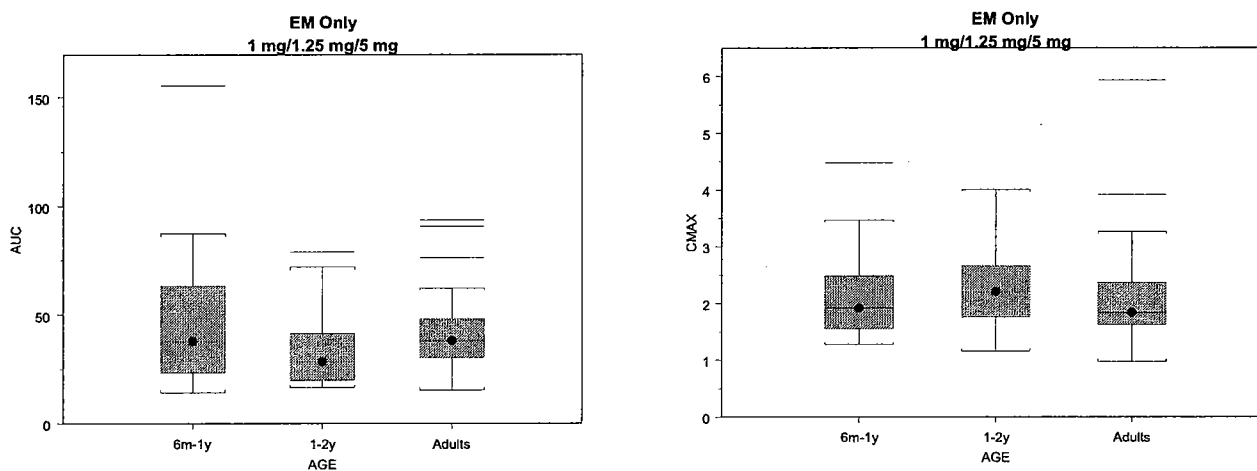 EM Only
1 mg/1.25 mg/5 mg
150
100
50
0
AUC
6m-1y
1-2y
Adults
AGE
EM Only
1 mg/1.25 mg/5 mg
6
5
4
3
2
1
0
CMAX
6m-1y
1-2y
Adults
AGE